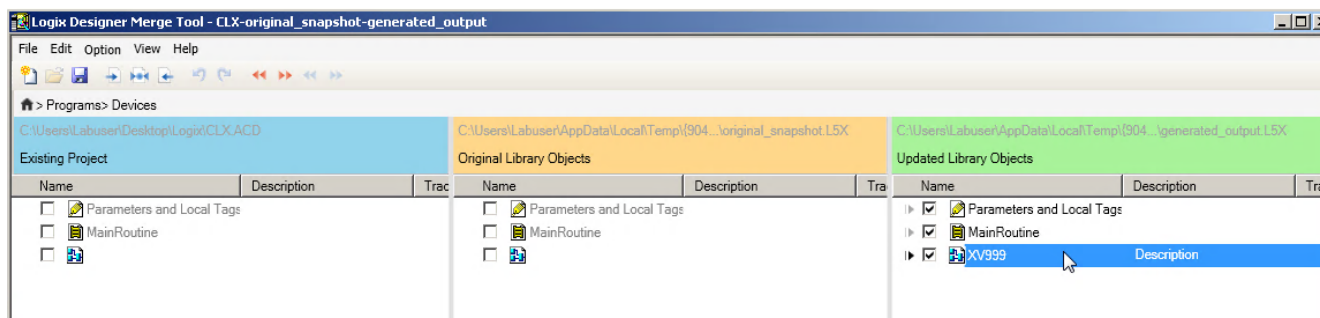 Logix Designer Merge Tool - CLX-original_snapshot-generated_output
File Edit Option View Help
> Programs> Devices
C:\Users\Labuser\Desktop\Logix\CLX.ACD
Existing Project
C:\Users\Labuser\AppData\Local\Temp\{904...\original_snapshot.L5X
Original Library Objects
C:\Users\Labuser\AppData\Local\Temp\{904...\generated_output.L5X
Updated Library Objects
Name Description Trac Name Description Tra Name Description Tra
Parameters and Local Tags Parameters and Local Tags Parameters and Local Tags
MainRoutine MainRoutine MainRoutine
XV999 Description